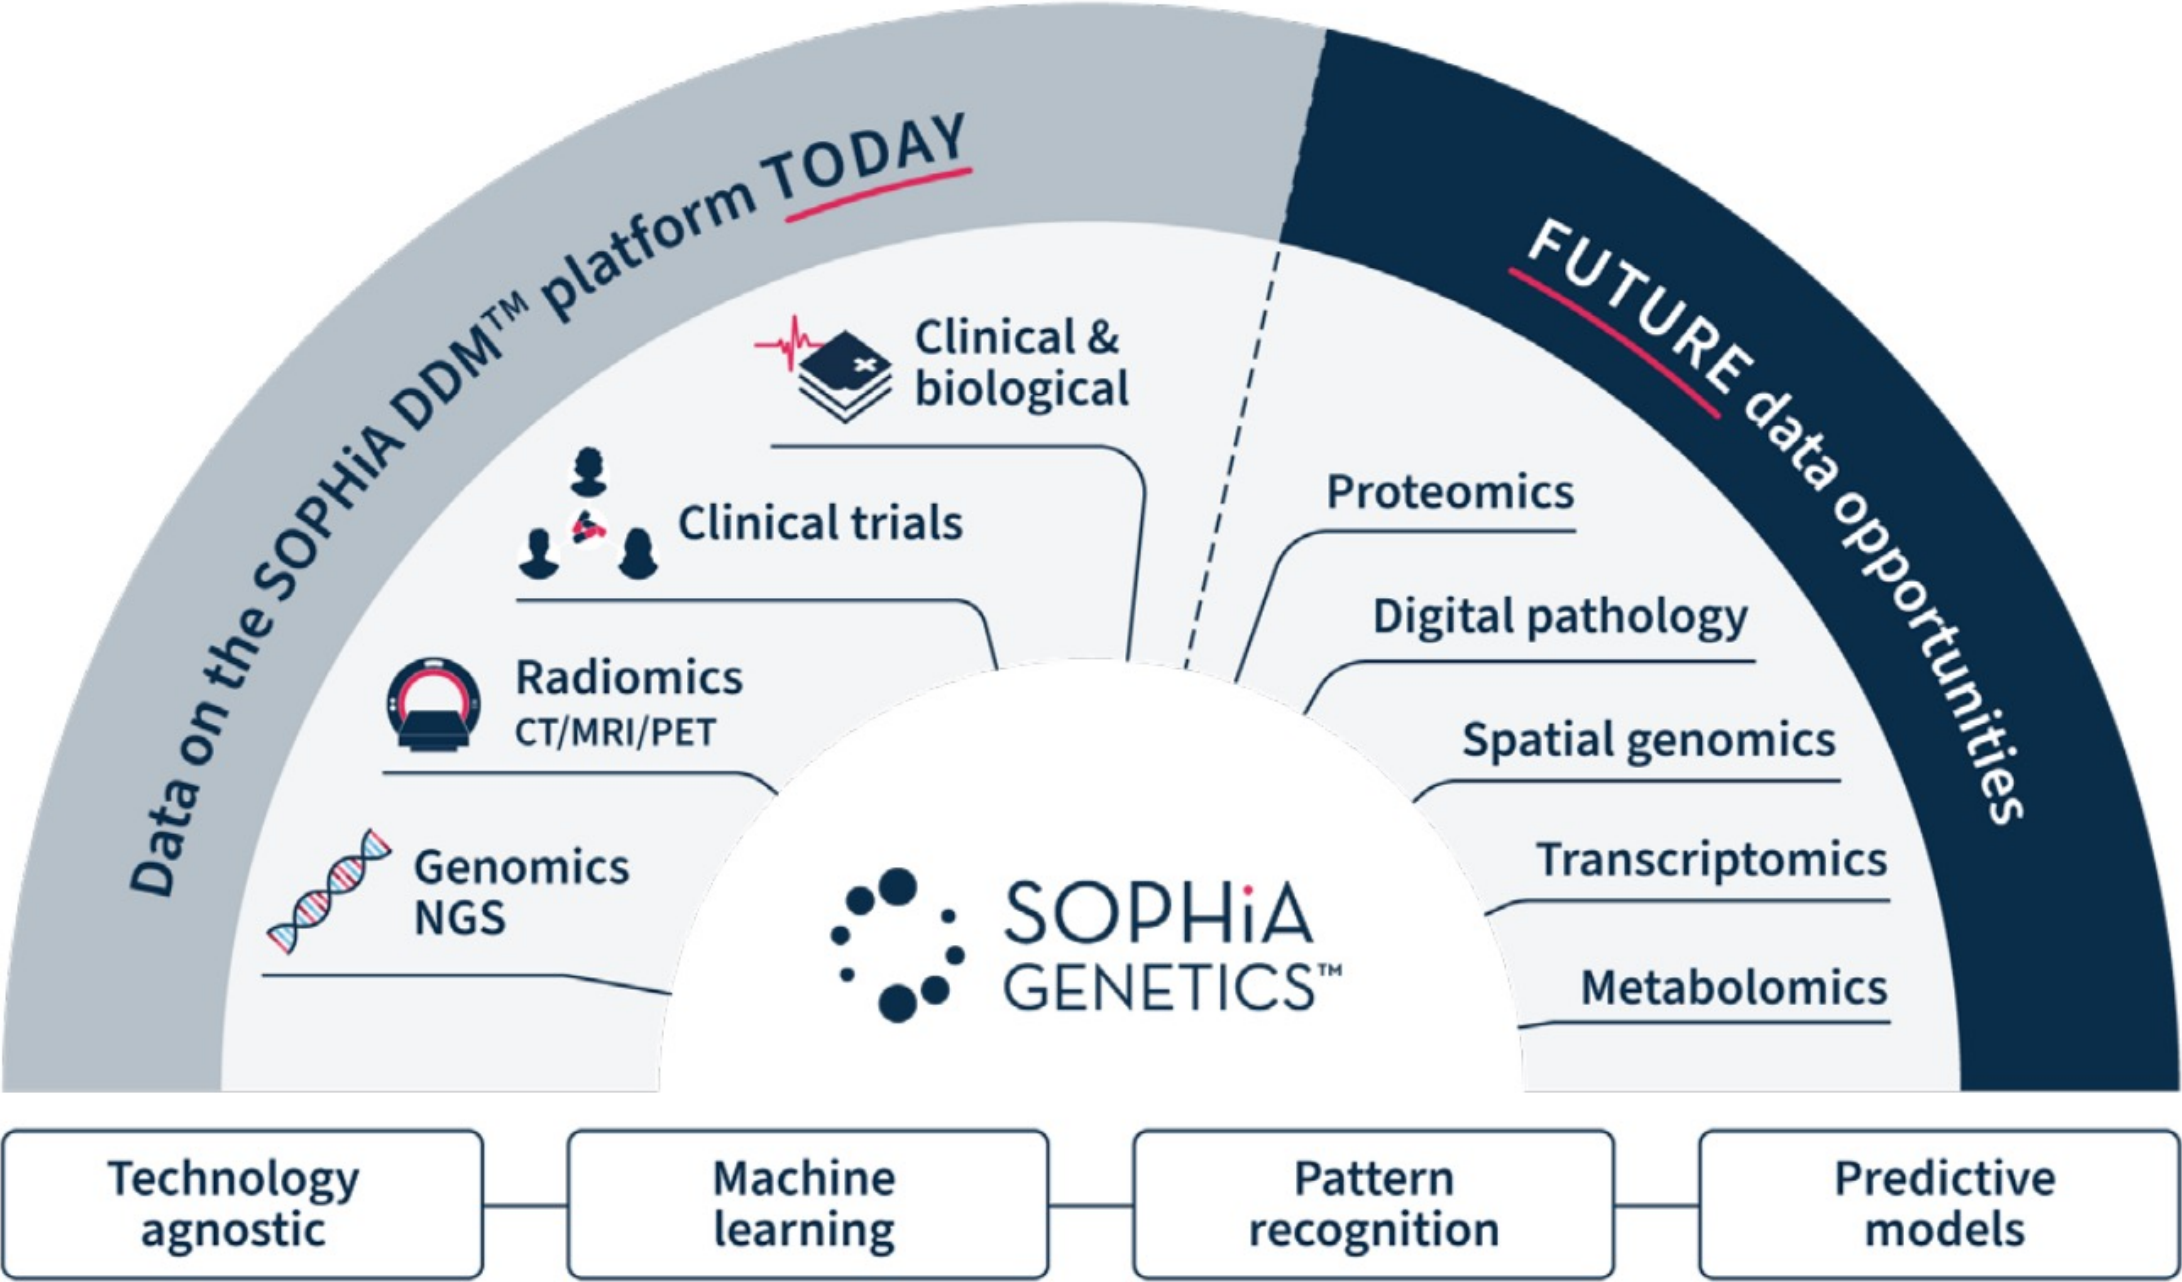 Data on the SOPHiA DDM™ platform TODAY
FUTURE data opportunities
Clinical &
biological
Clinical trials
Radiomics
CT/MRI/PET
Genomics
NGS
Proteomics
Digital pathology
Spatial genomics
Transcriptomics
Metabolomics
SOPHiA
GENETICS™
Technology
agnostic
Machine
learning
Pattern
recognition
Predictive
models